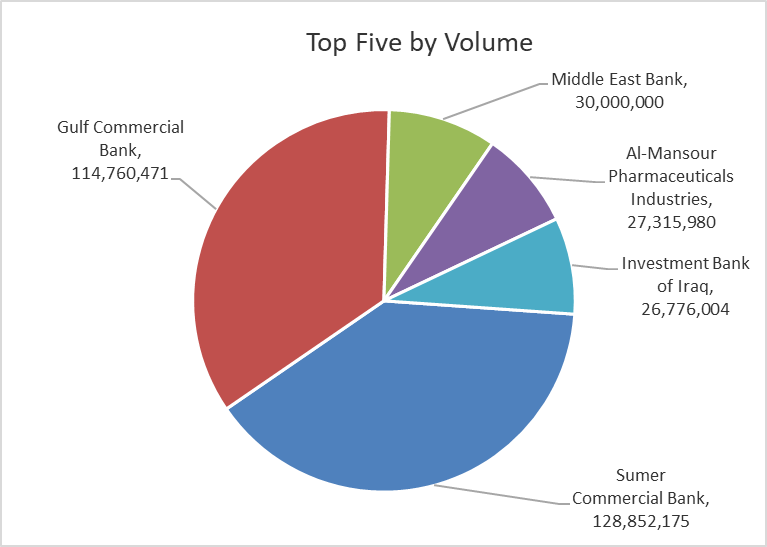 Top Five by Volume
Middle East Bank,
30,000,000
Gulf Commercial
Bank,
114,760,471
Al-Mansour
Pharmaceuticals
Industries,
27,315,980
Investment Bank
of Iraq,
26,776,004
Sumer
Commercial Bank,
128,852,175